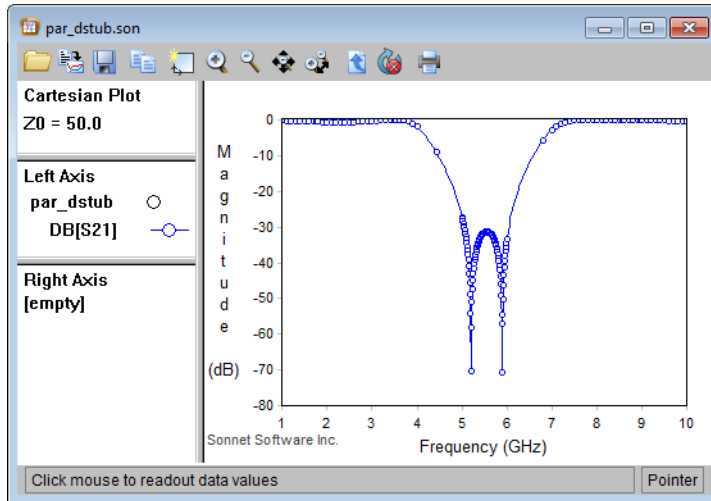 par_dstub.son
Cartesian Plot
Z0 = 50.0
Left Axis
par_dstub
DB[S21]
Right Axis
[empty]
Magnitude
(dB)
0
-10
-20
-30
-40
-50
-60
-70
-80
1 2 3 4 5 6 7 8 9 10
Sonnet Software Inc.
Frequency (GHz)
Click mouse to readout data values
Pointer